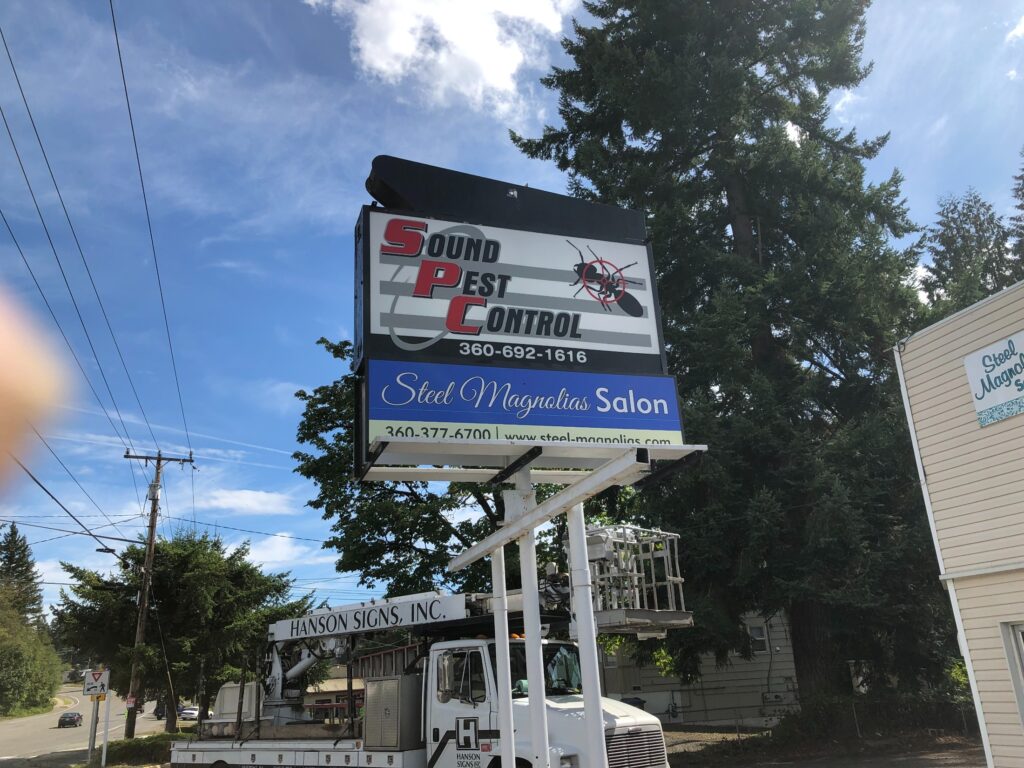 SOUND
PEST
CONTROL
360-692-1616
Steel Magnolias Salon
360-377-6700 | www.steel-magnolias.com
Steel
HANSON SIGNS, INC.
H
HANSON
SIGNS INC